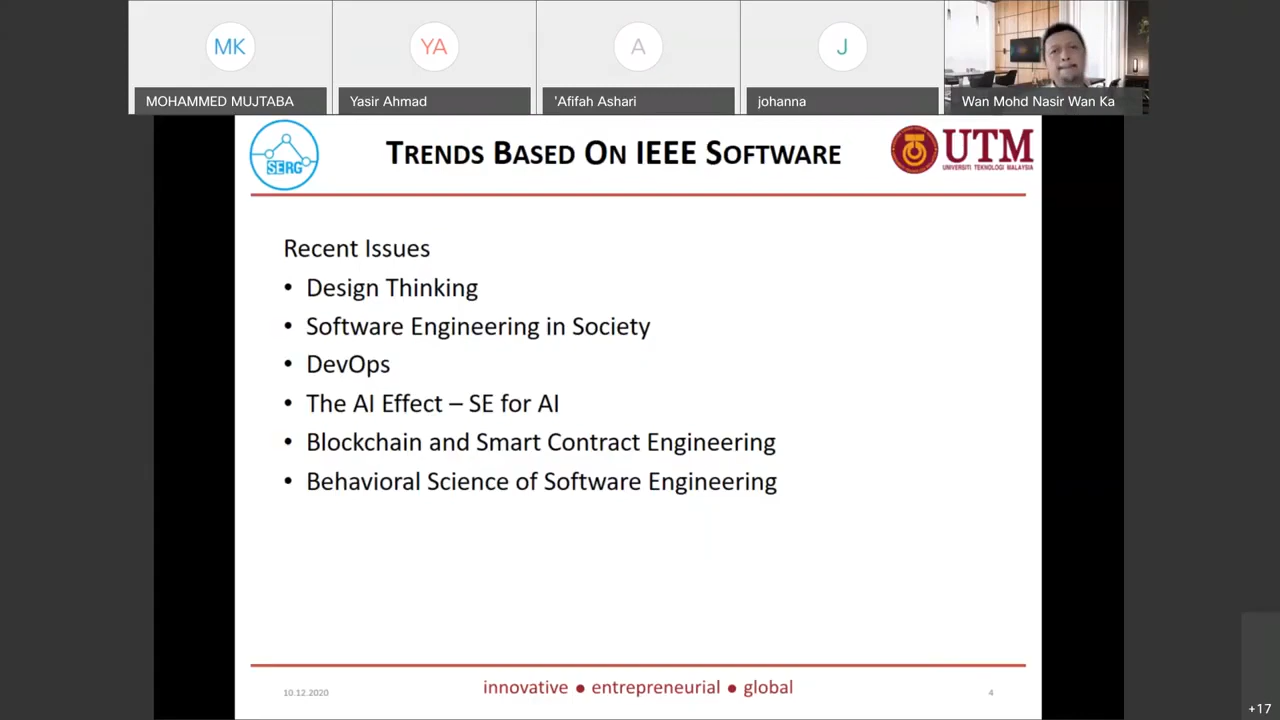 MK
YA
A
J
MOHAMMED MUJTABA
Yasir Ahmad
'Afifah Ashari
johanna
Wan Mohd Nasir Wan Ka
SERG
TRENDS BASED ON IEEE SOFTWARE
UTM
UNIVERSITI TEKNOLOGI MALAYSIA
Recent Issues
• Design Thinking
• Software Engineering in Society
• DevOps
• The AI Effect – SE for AI
• Blockchain and Smart Contract Engineering
• Behavioral Science of Software Engineering
10.12.2020
innovative ● entrepreneurial ● global
4
+17